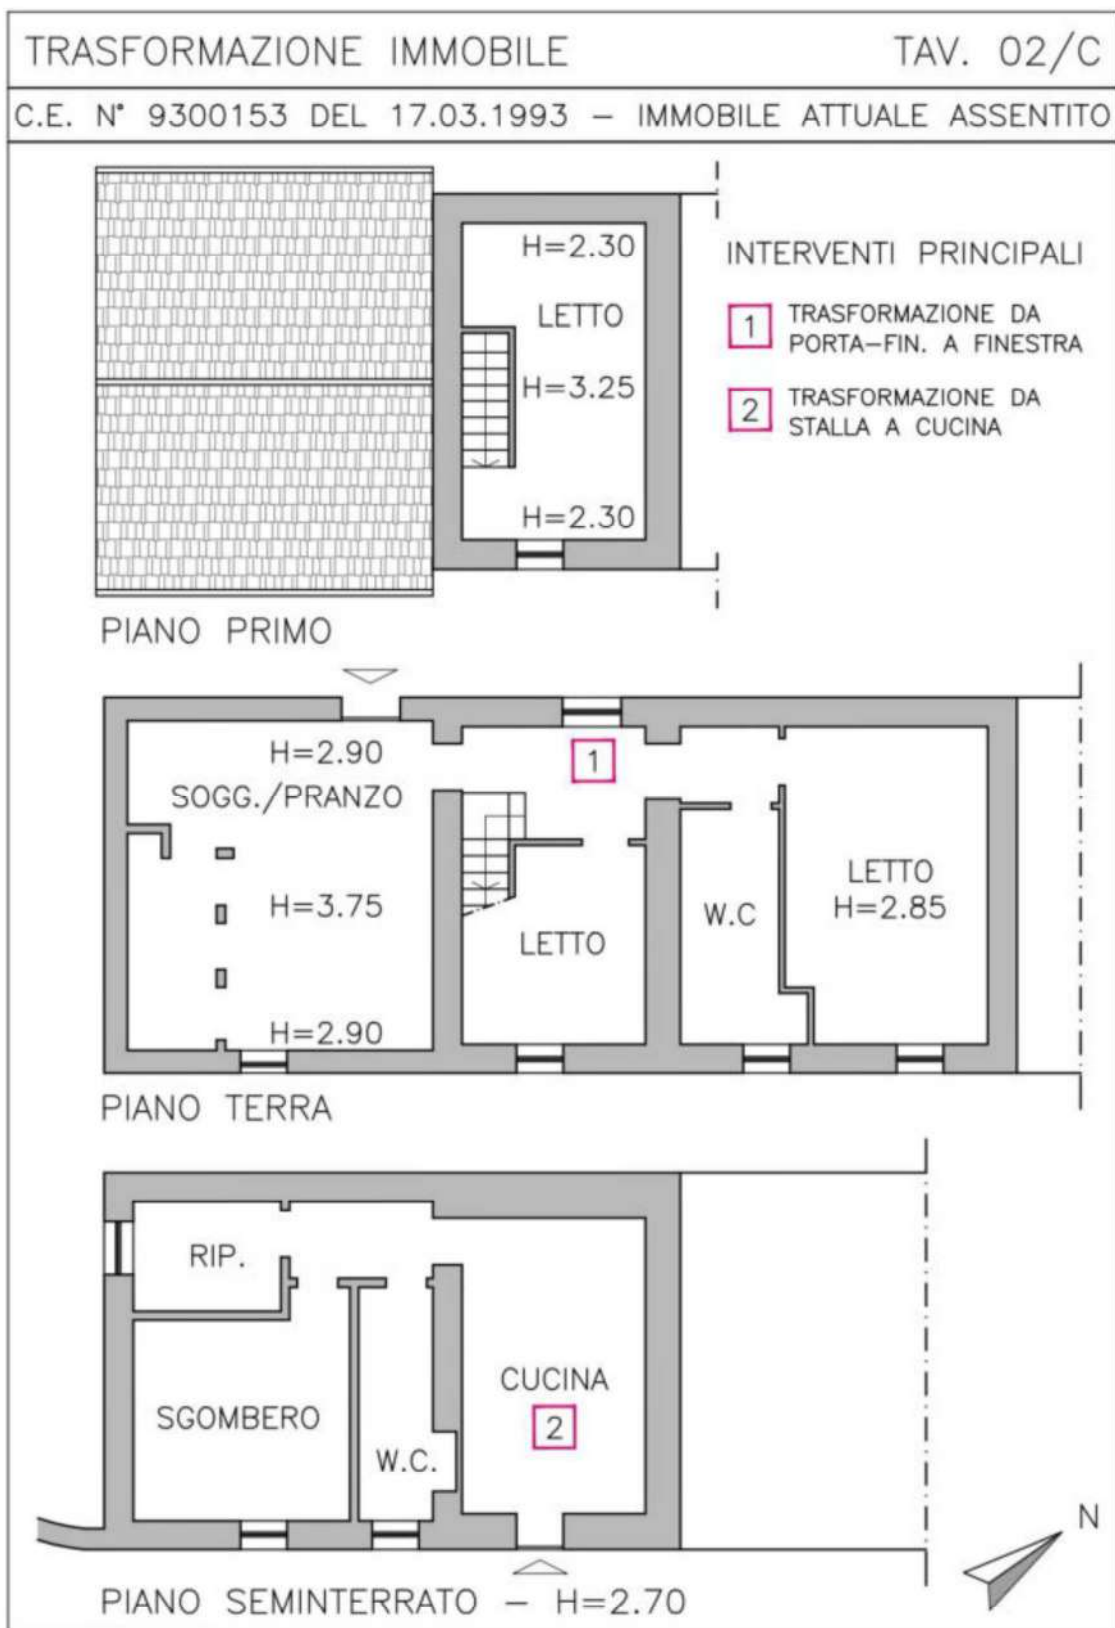 TRASFORMAZIONE IMMOBILE TAV. 02/C
C.E. N° 9300153 DEL 17.03.1993 – IMMOBILE ATTUALE ASSENTITO
H=2.30
LETTO
H=3.25
H=2.30
INTERVENTI PRINCIPALI
1 TRASFORMAZIONE DA
PORTA–FIN. A FINESTRA
2 TRASFORMAZIONE DA
STALLA A CUCINA
PIANO PRIMO
H=2.90
SOGG./PRANZO
H=3.75
H=2.90
1
LETTO
W.C
LETTO
H=2.85
PIANO TERRA
RIP.
SGOMBERO
W.C.
CUCINA
2
N
PIANO SEMINTERRATO – H=2.70